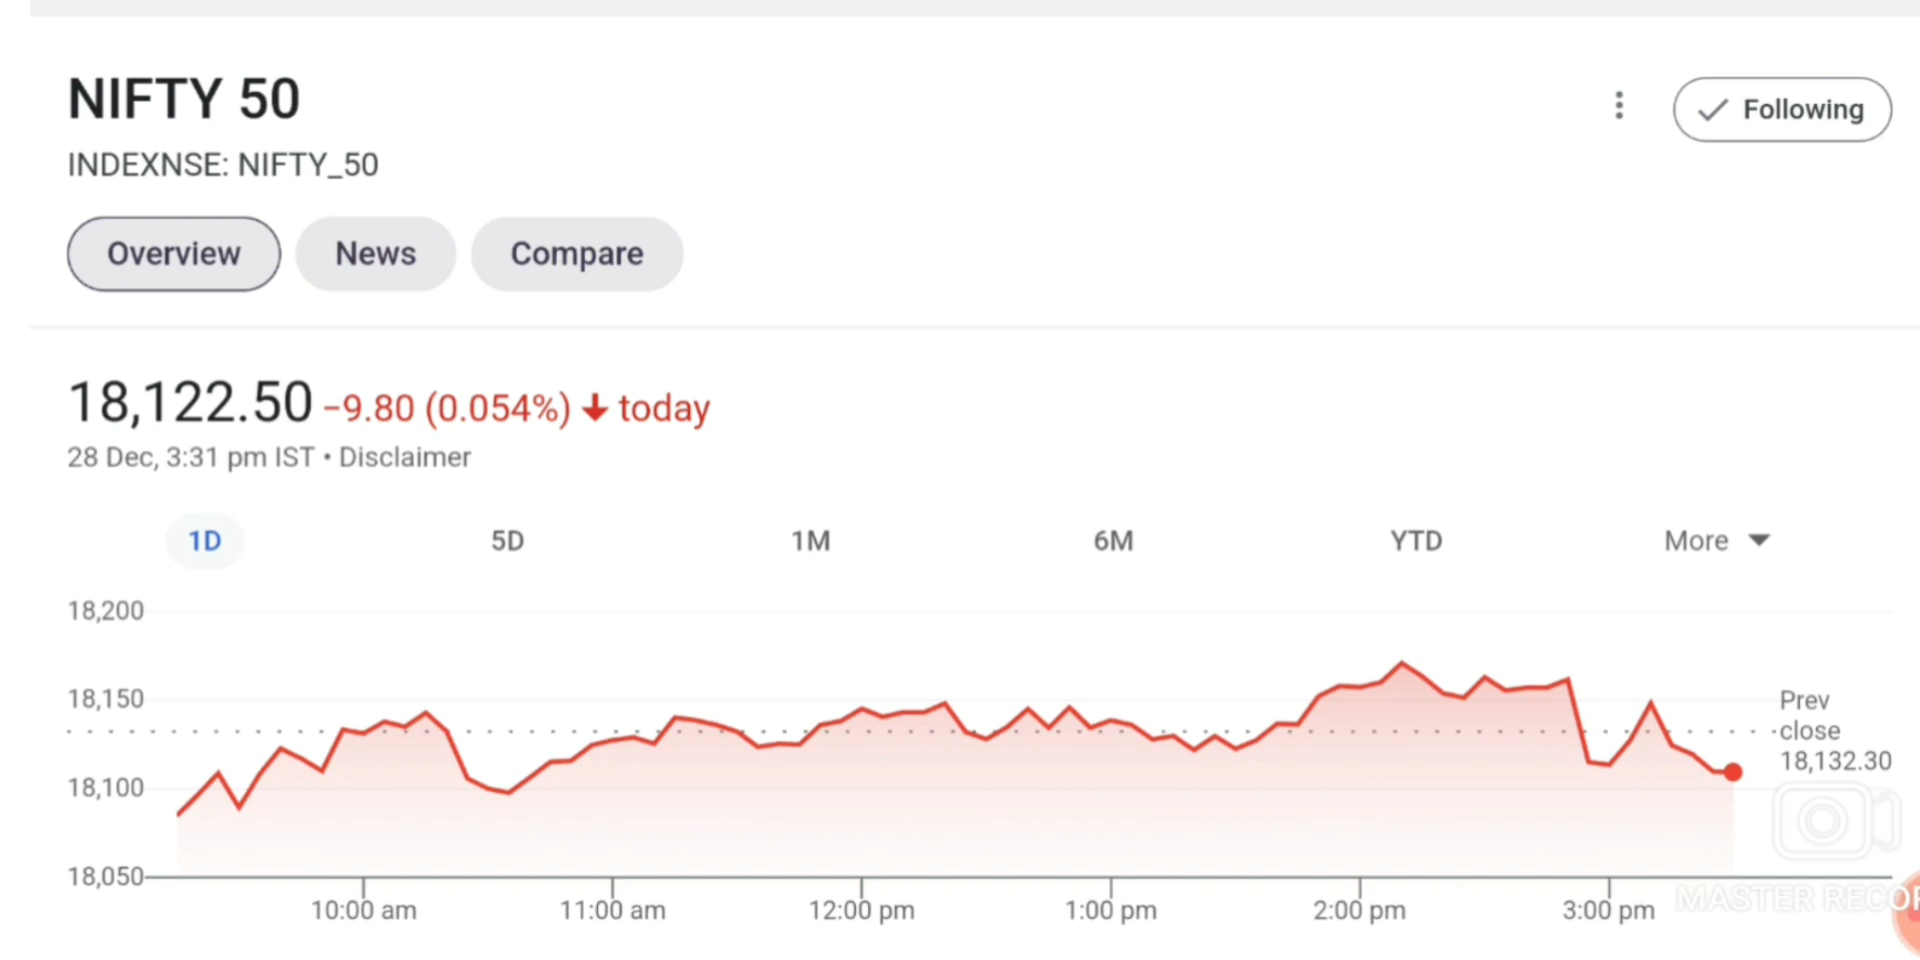 NIFTY 50
Following
INDEXNSE: NIFTY_50
Overview News Compare
18,122.50 −9.80 (0.054%) ↓ today
28 Dec, 3:31 pm IST • Disclaimer
1D 5D 1M 6M YTD More
18,200
18,150
18,100
18,050
Prev
close
18,132.30
10:00 am 11:00 am 12:00 pm 1:00 pm 2:00 pm 3:00 pm
MASTER RECOR